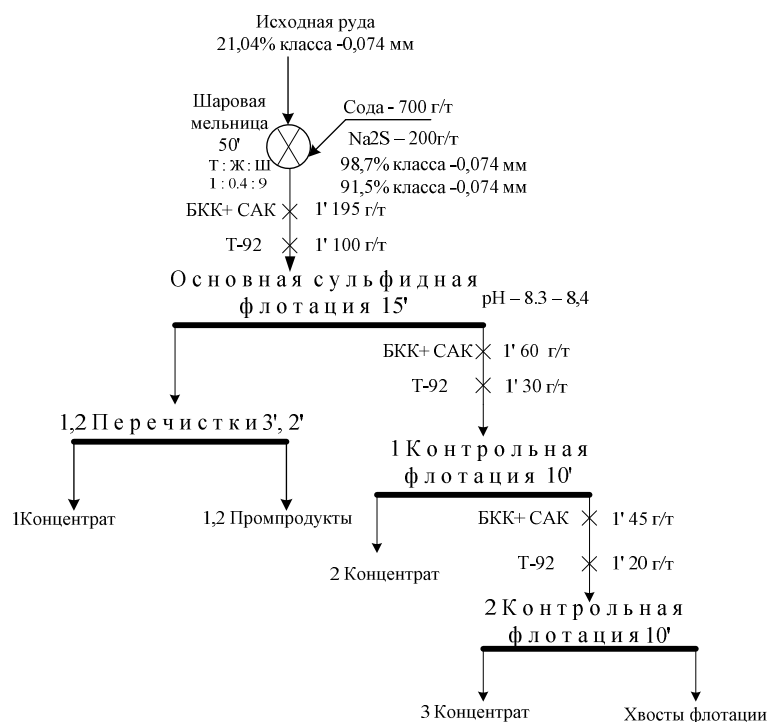 Исходная руда
21,04% класса -0,074 мм
Шаровая
мельница
50'
Т : Ж : Ш
1 : 0.4 : 9
Сода - 700 г/т
Na2S – 200г/т
98,7% класса -0,074 мм
91,5% класса -0,074 мм
БКК+ САК 1' 195 г/т
Т-92 1' 100 г/т
Основная сульфидная
флотация 15'
pH – 8.3 – 8,4
БКК+ САК 1' 60 г/т
Т-92 1' 30 г/т
1,2 Перечистки 3', 2'
1 Контрольная
флотация 10'
1Концентрат
1,2 Промпродукты
БКК+ САК 1' 45 г/т
2 Концентрат
Т-92 1' 20 г/т
2 Контрольная
флотация 10'
3 Концентрат
Хвосты флотации